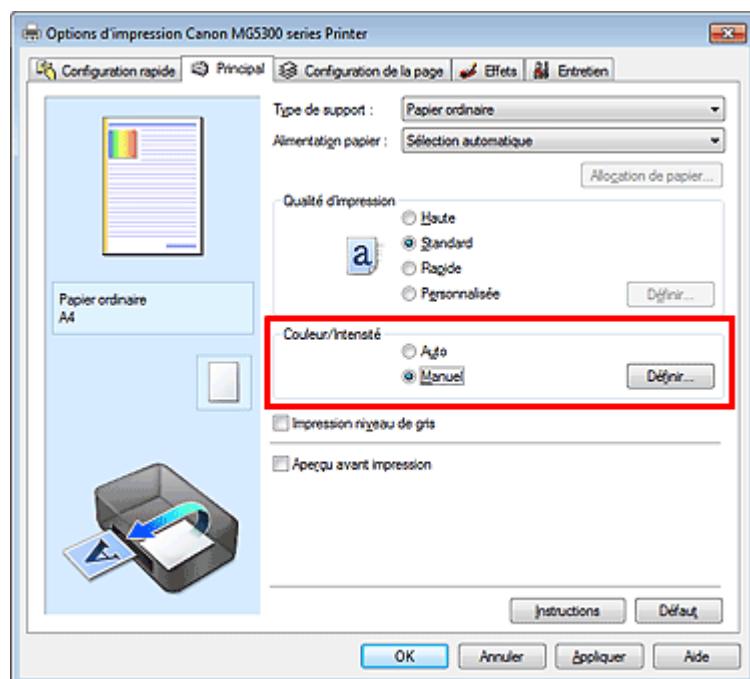 Options d'impression Canon MG5300 series Printer
Configuration rapide Principal Configuration de la page Effets Entretien
Type de support : Papier ordinaire
Alimentation papier : Sélection automatique
Allocation de papier...
Qualité d'impression
Haute
a Standard
Rapide
Personnalisée Définir...
Papier ordinaire
A4
Couleur/Intensité
Auto
Manuel Définir...
Impression niveau de gris
Aperçu avant impression
A
Instructions Défaut
OK Annuler Appliquer Aide